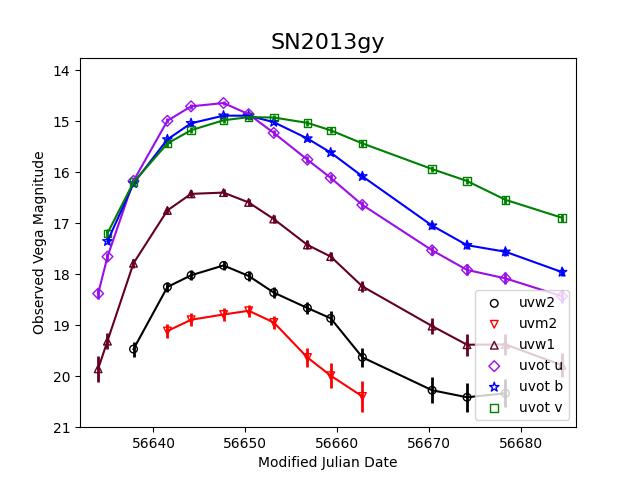 SN2013gy
Observed Vega Magnitude
14
15
16
17
18
19
20
21
56640 56650 56660 56670 56680
Modified Julian Date
uvw2
uvm2
uvw1
uvot u
uvot b
uvot v